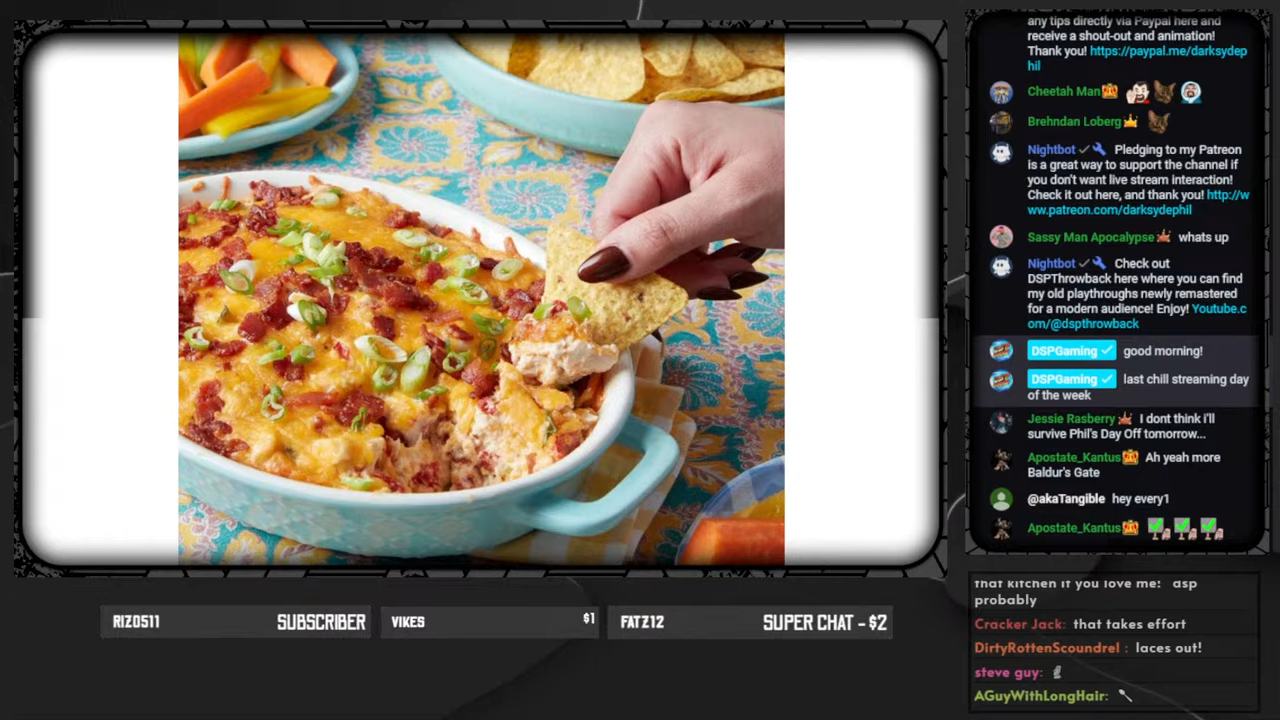 any tips directly via Paypal here and
receive a shout-out and animation!
Thank you! https://paypal.me/darksydep
hil
Cheetah Man
Brehndan Loberg
Nightbot Pledging to my Patreon
is a great way to support the channel if
you don't want live stream interaction!
Check it out here, and thank you! http://w
ww.patreon.com/darksydephil
Sassy Man Apocalypse whats up
Nightbot Check out
DSPThrowback here where you can find
my old playthroughs newly remastered
for a modern audience! Enjoy! Youtube.c
om/@dspthrowback
DSPGaming good morning!
DSPGaming last chill streaming day
of the week
Jessie Rasberry I dont think i'll
survive Phil's Day Off tomorrow...
Apostate_Kantus Ah yeah more
Baldur's Gate
@akaTangible hey every1
Apostate_Kantus
that kitchen if you love me: asp
probably
Cracker Jack: that takes effort
DirtyRottenScoundrel : laces out!
steve guy:
AGuyWithLongHair:
RIZO511 SUBSCRIBER
VIKES $1
FATZ12 SUPER CHAT - $2